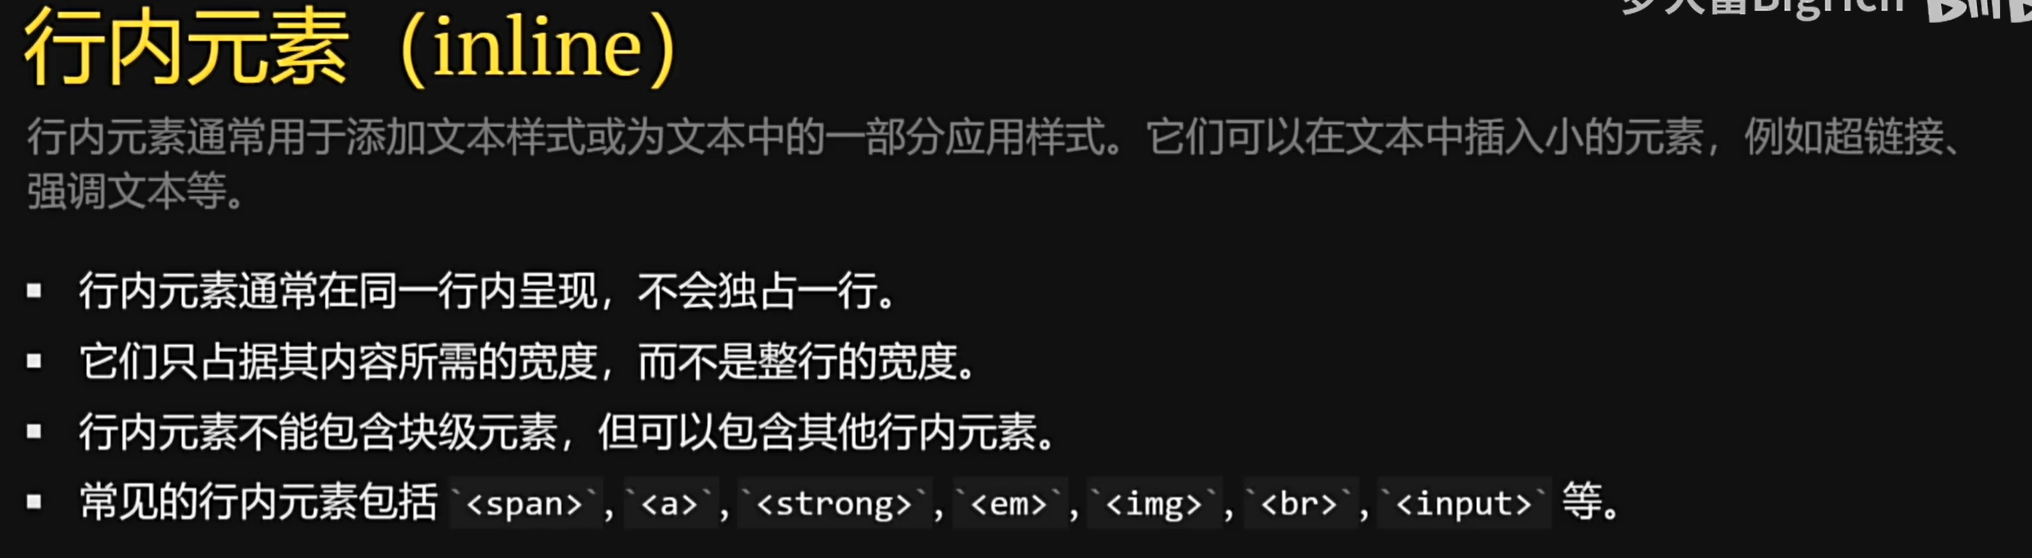 Bigrich
行内元素（inline）
行内元素通常用于添加文本样式或为文本中的一部分应用样式。它们可以在文本中插入小的元素，例如超链接、
强调文本等。
▪ 行内元素通常在同一行内呈现，不会独占一行。
▪ 它们只占据其内容所需的宽度，而不是整行的宽度。
▪ 行内元素不能包含块级元素，但可以包含其他行内元素。
▪ 常见的行内元素包括 `<span>`, `<a>`, `<strong>`, `<em>`, `<img>`, `<br>`, `<input>` 等。